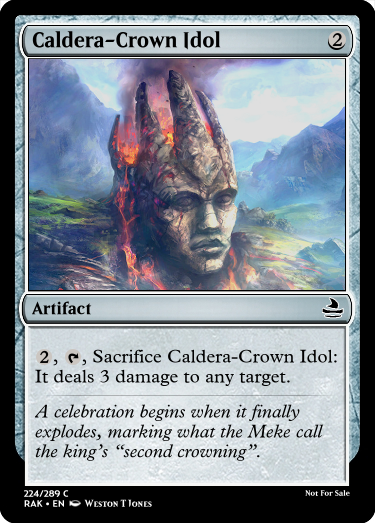 Caldera-Crown Idol 2
Artifact
2, , Sacrifice Caldera-Crown Idol:
It deals 3 damage to any target.
A celebration begins when it finally
explodes, marking what the Meke call
the king's “second crowning”.
224/289 C Not For Sale
RAK • EN Weston T Jones